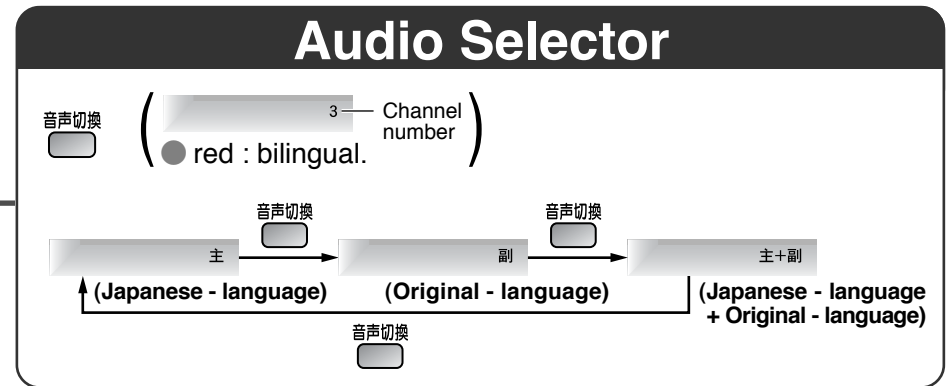 Audio Selector
音声切換
3
Channel
number
red : bilingual.
音声切換
音声切換
主
副
主+副
(Japanese - language)
(Original - language)
(Japanese - language
+ Original - language)
音声切換